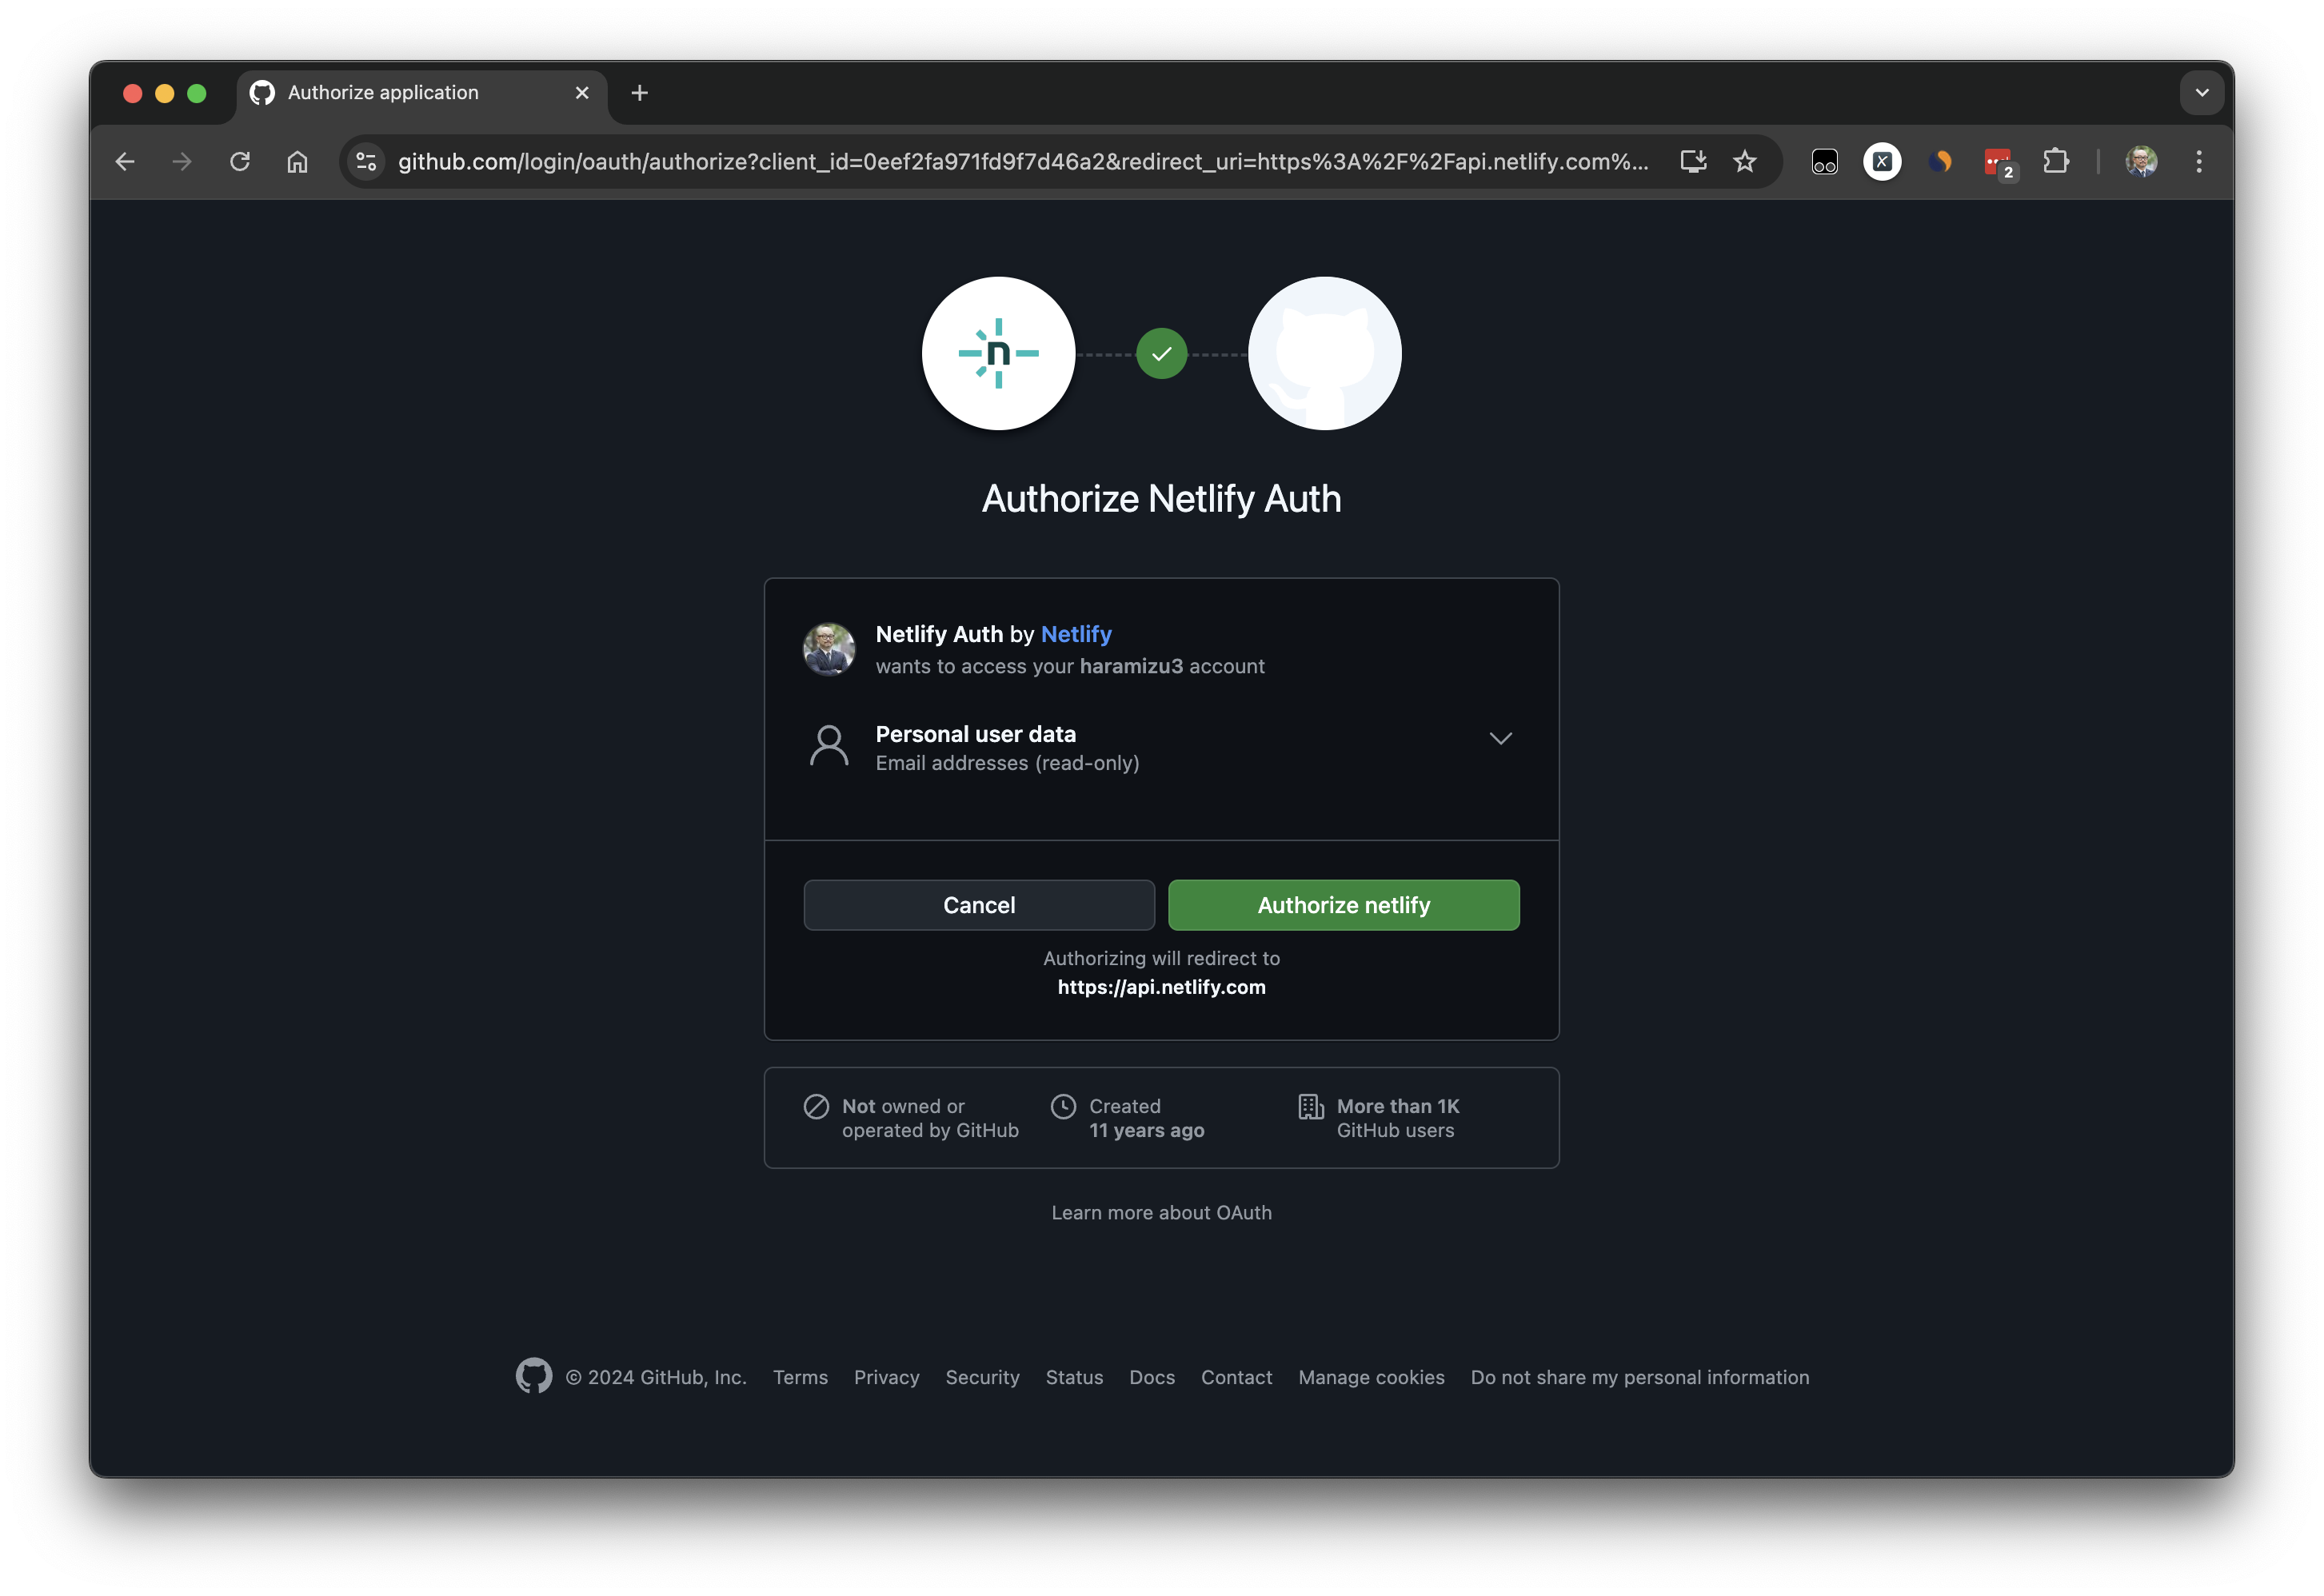 Authorize application
github.com/login/oauth/authorize?client_id=0eef2fa971fd9f7d46a2&redirect_uri=https%3A%2F%2Fapi.netlify.com%...
2
n
Authorize Netlify Auth
Netlify Auth by Netlify
wants to access your haramizu3 account
Personal user data
Email addresses (read-only)
Cancel
Authorize netlify
Authorizing will redirect to
https://api.netlify.com
Not owned or
operated by GitHub
Created
11 years ago
More than 1K
GitHub users
Learn more about OAuth
© 2024 GitHub, Inc. Terms Privacy Security Status Docs Contact Manage cookies Do not share my personal information